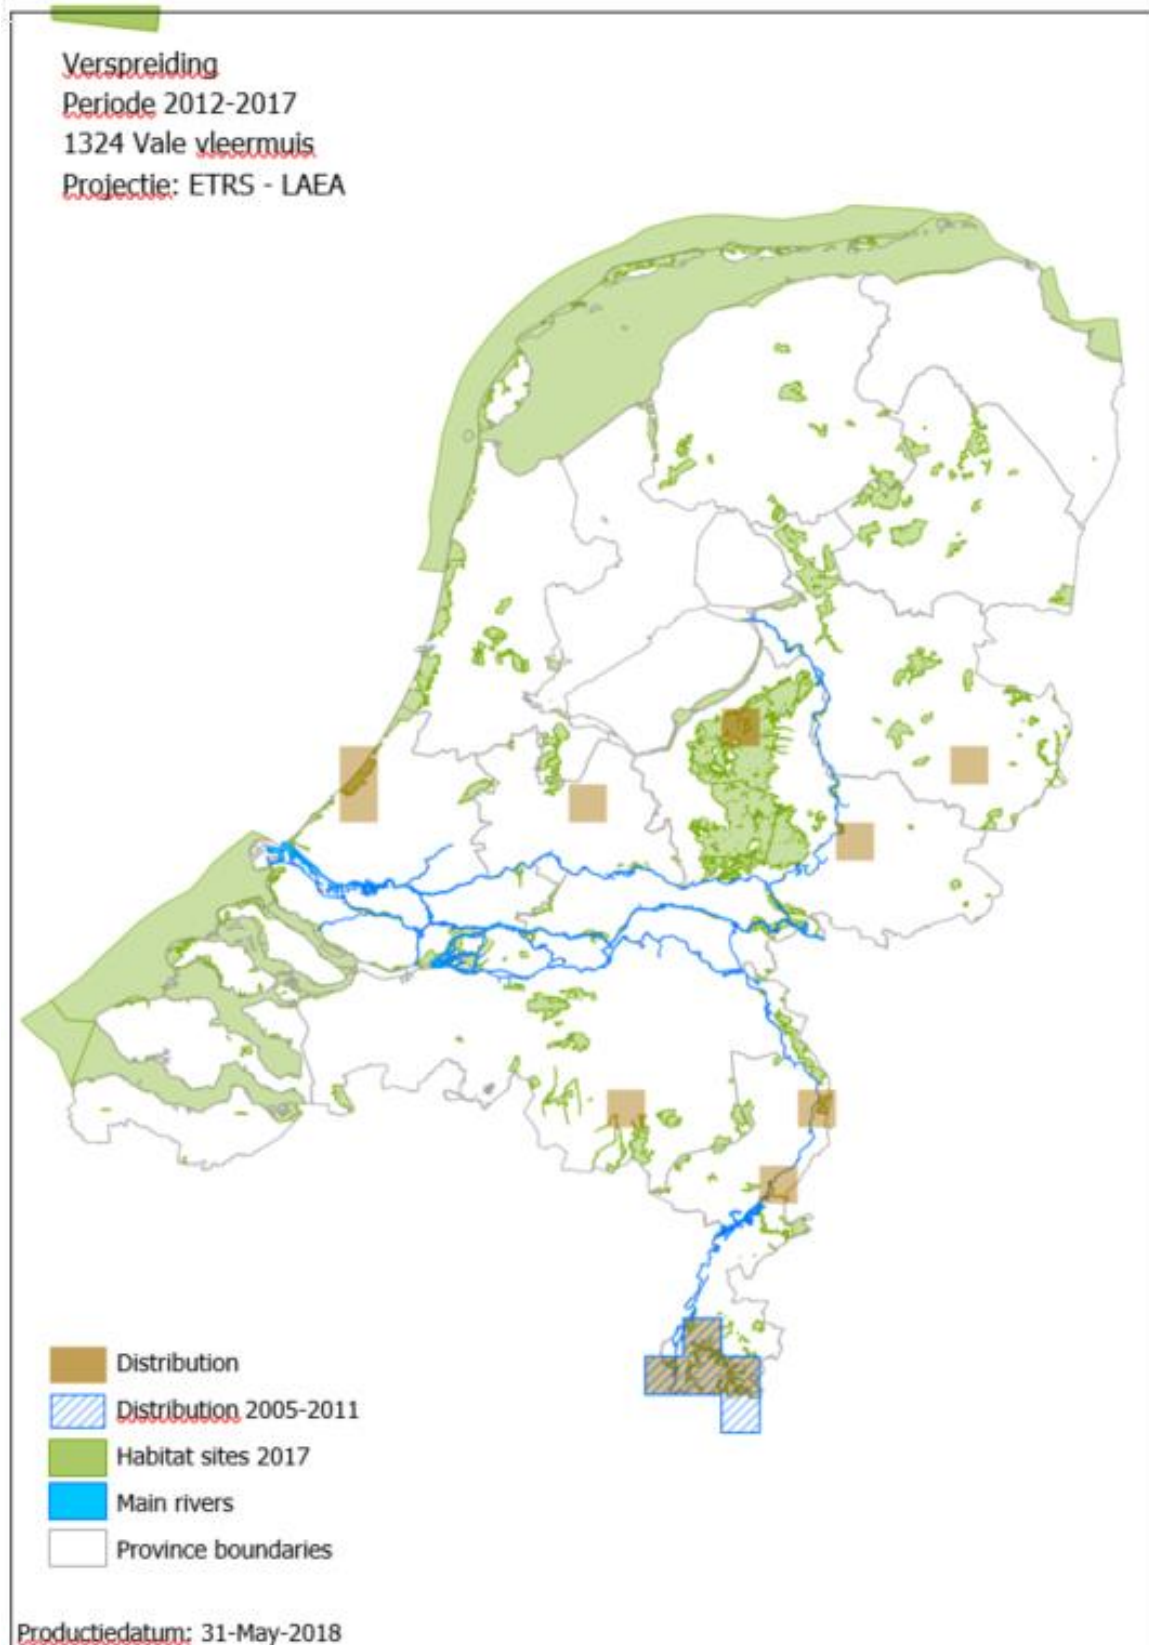 Verspreiding
Periode 2012-2017
1324 Vale vleermuis
Projectie: ETRS - LAEA
Distribution
Distribution 2005-2011
Habitat sites 2017
Main rivers
Province boundaries
Productiedatum: 31-May-2018